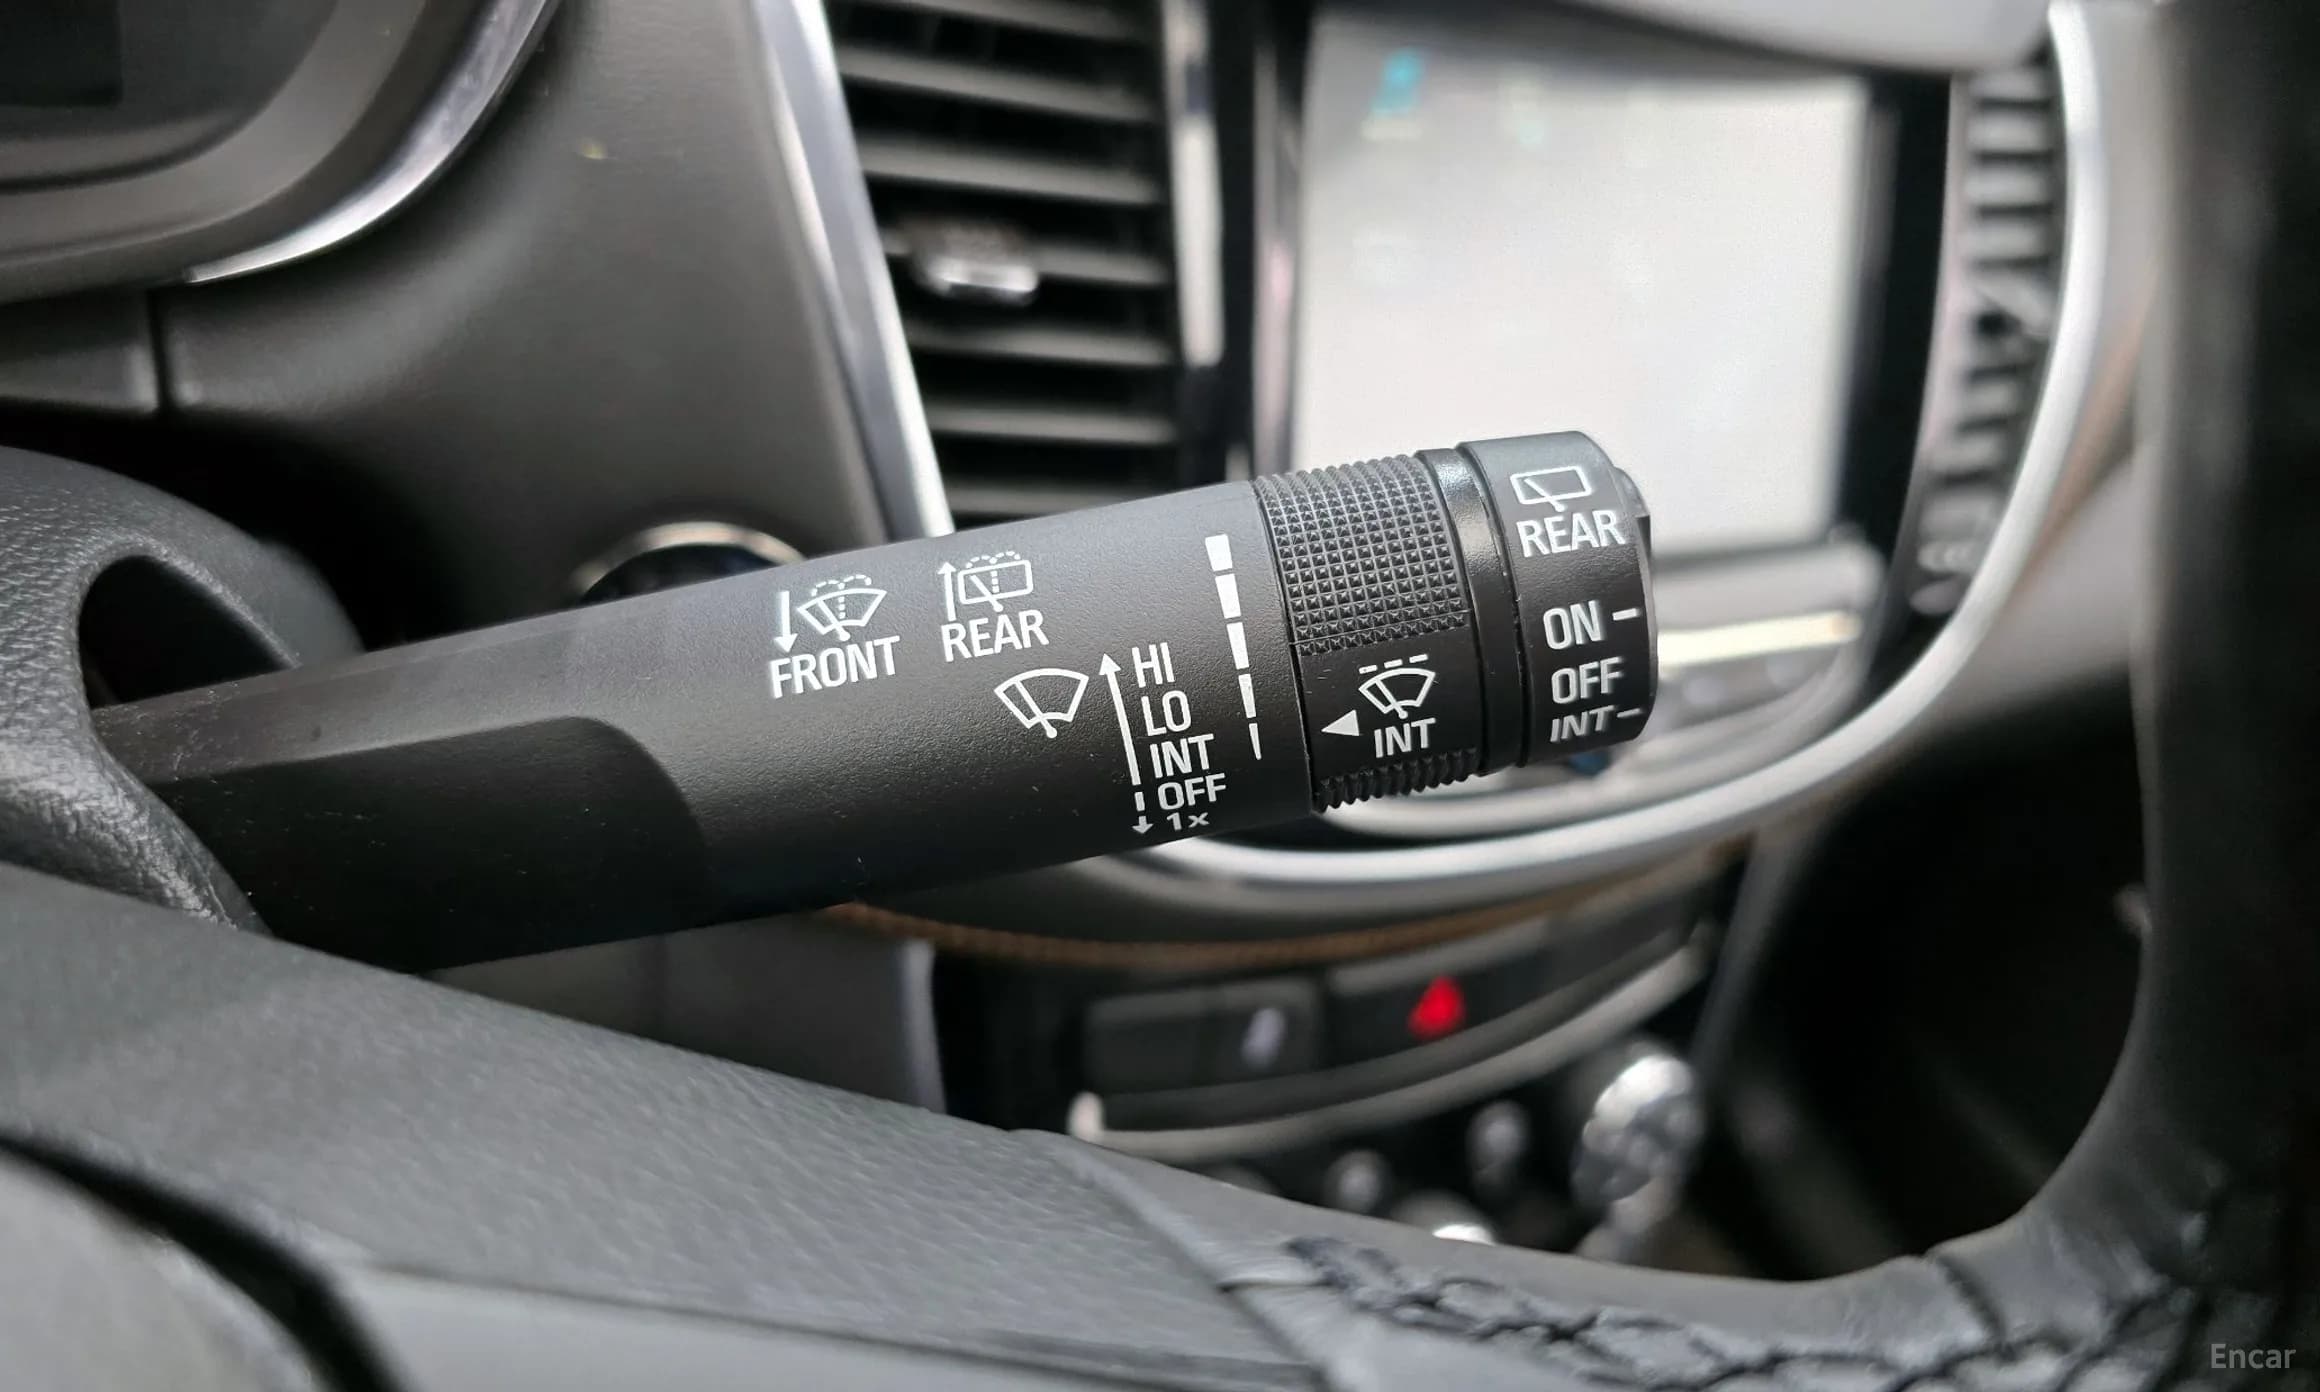 FRONT
REAR
HI
LO
INT
OFF
1x
INT
REAR
ON
OFF
INT
Encar